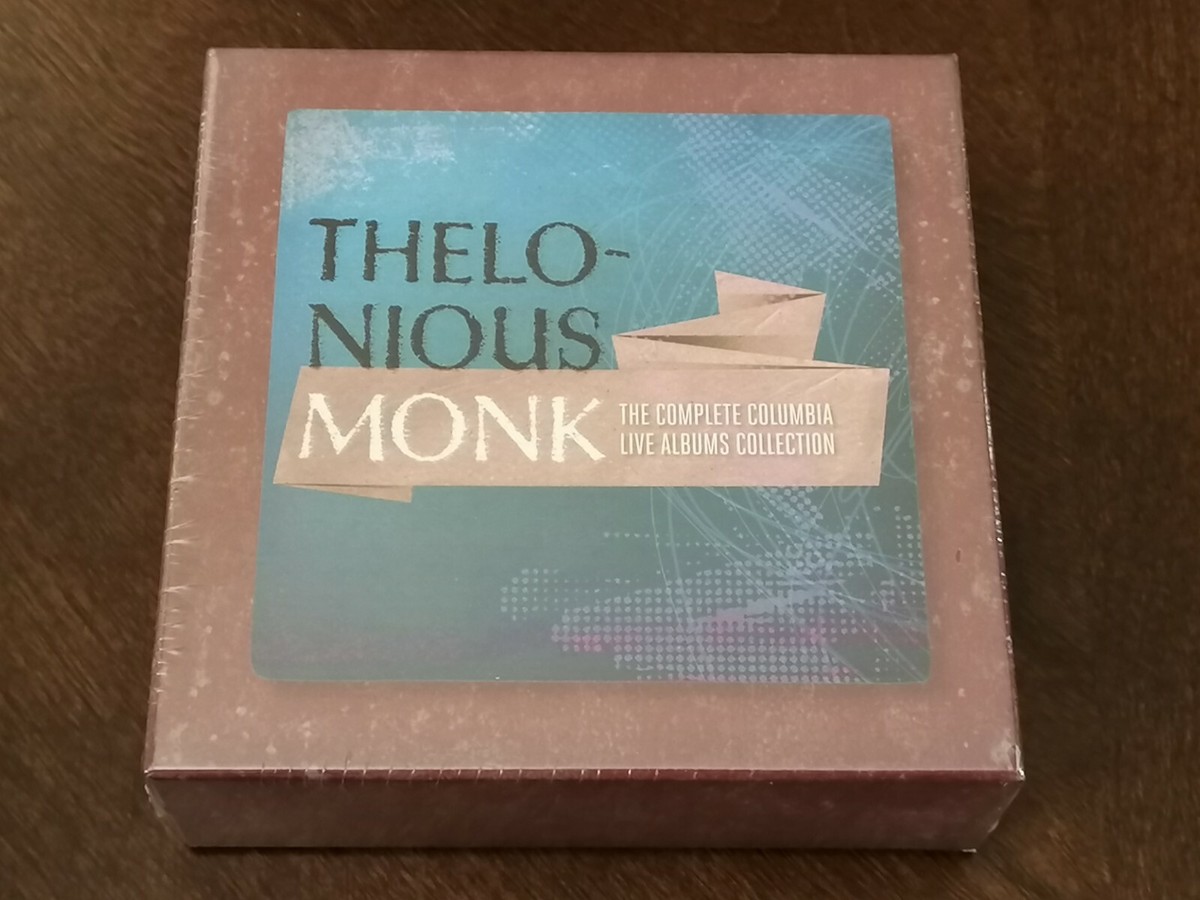 THELO-
NIOUS
MONK
THE COMPLETE COLUMBIA
LIVE ALBUMS COLLECTION